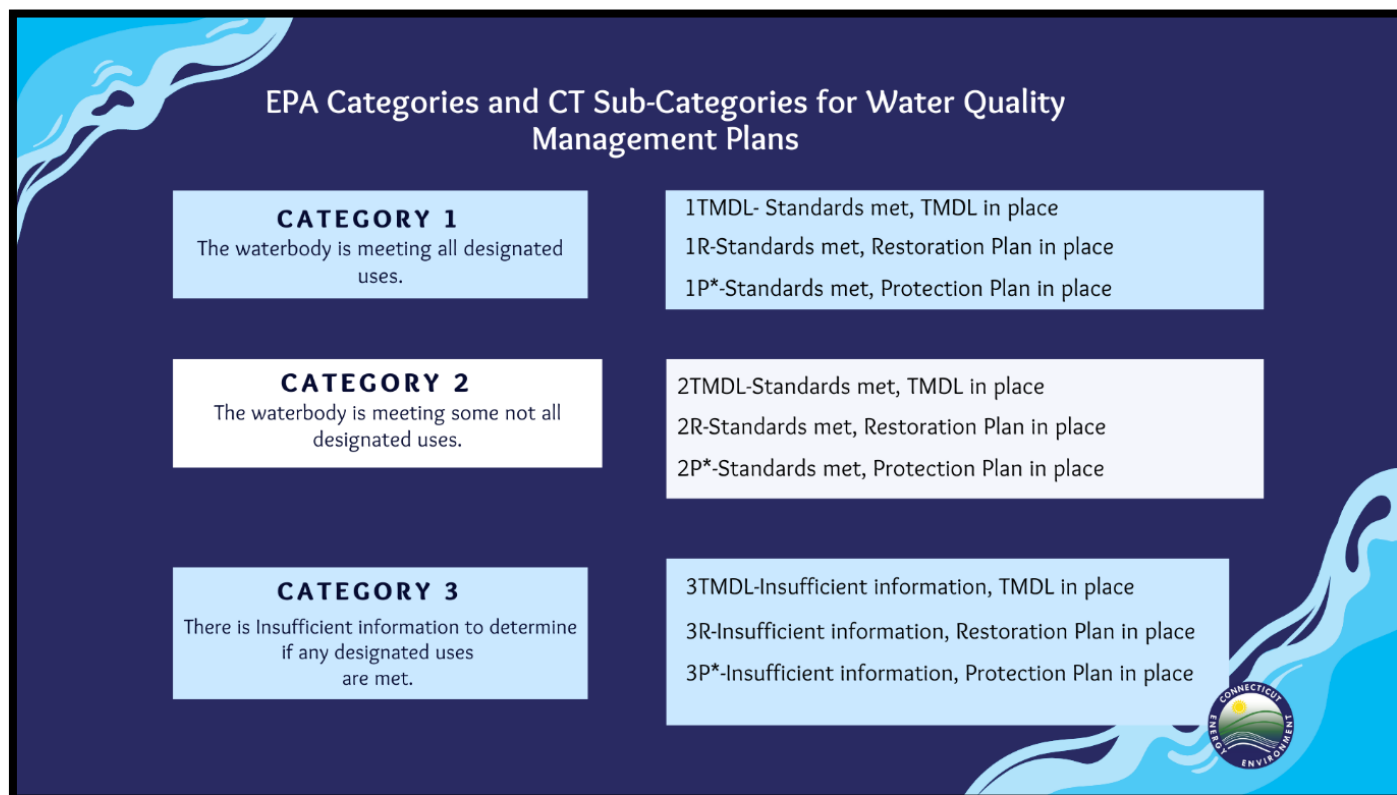 EPA Categories and CT Sub-Categories for Water Quality
Management Plans
CATEGORY 1
The waterbody is meeting all designated
uses.
1TMDL- Standards met, TMDL in place
1R-Standards met, Restoration Plan in place
1P*-Standards met, Protection Plan in place
CATEGORY 2
The waterbody is meeting some not all
designated uses.
2TMDL-Standards met, TMDL in place
2R-Standards met, Restoration Plan in place
2P*-Standards met, Protection Plan in place
CATEGORY 3
There is Insufficient information to determine
if any designated uses
are met.
3TMDL-Insufficient information, TMDL in place
3R-Insufficient information, Restoration Plan in place
3P*-Insufficient information, Protection Plan in place
CONNECTICUT
ENERGY
ENVIRONMENT